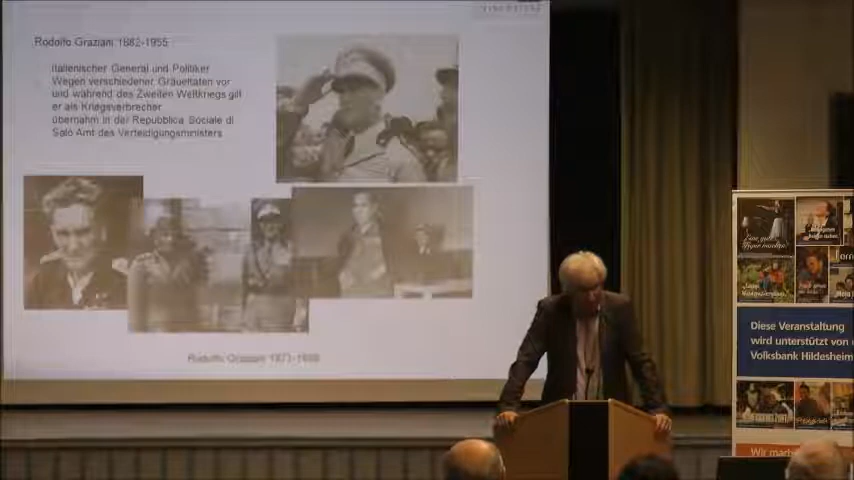 Rodolfo Graziani 1882-1955
Italienischer General und Politiker
Wegen verschiedener Gräueltaten vor
und während des Zweiten Weltkriegs gilt
er als Kriegsverbrecher
übernahm in der Repubblica Sociale di
Salò Amt des Verteidigungsministers
Rodolfo Graziani
Diese Veranstaltung
wird unterstützt von
Volksbank Hildesheim
Wir mach